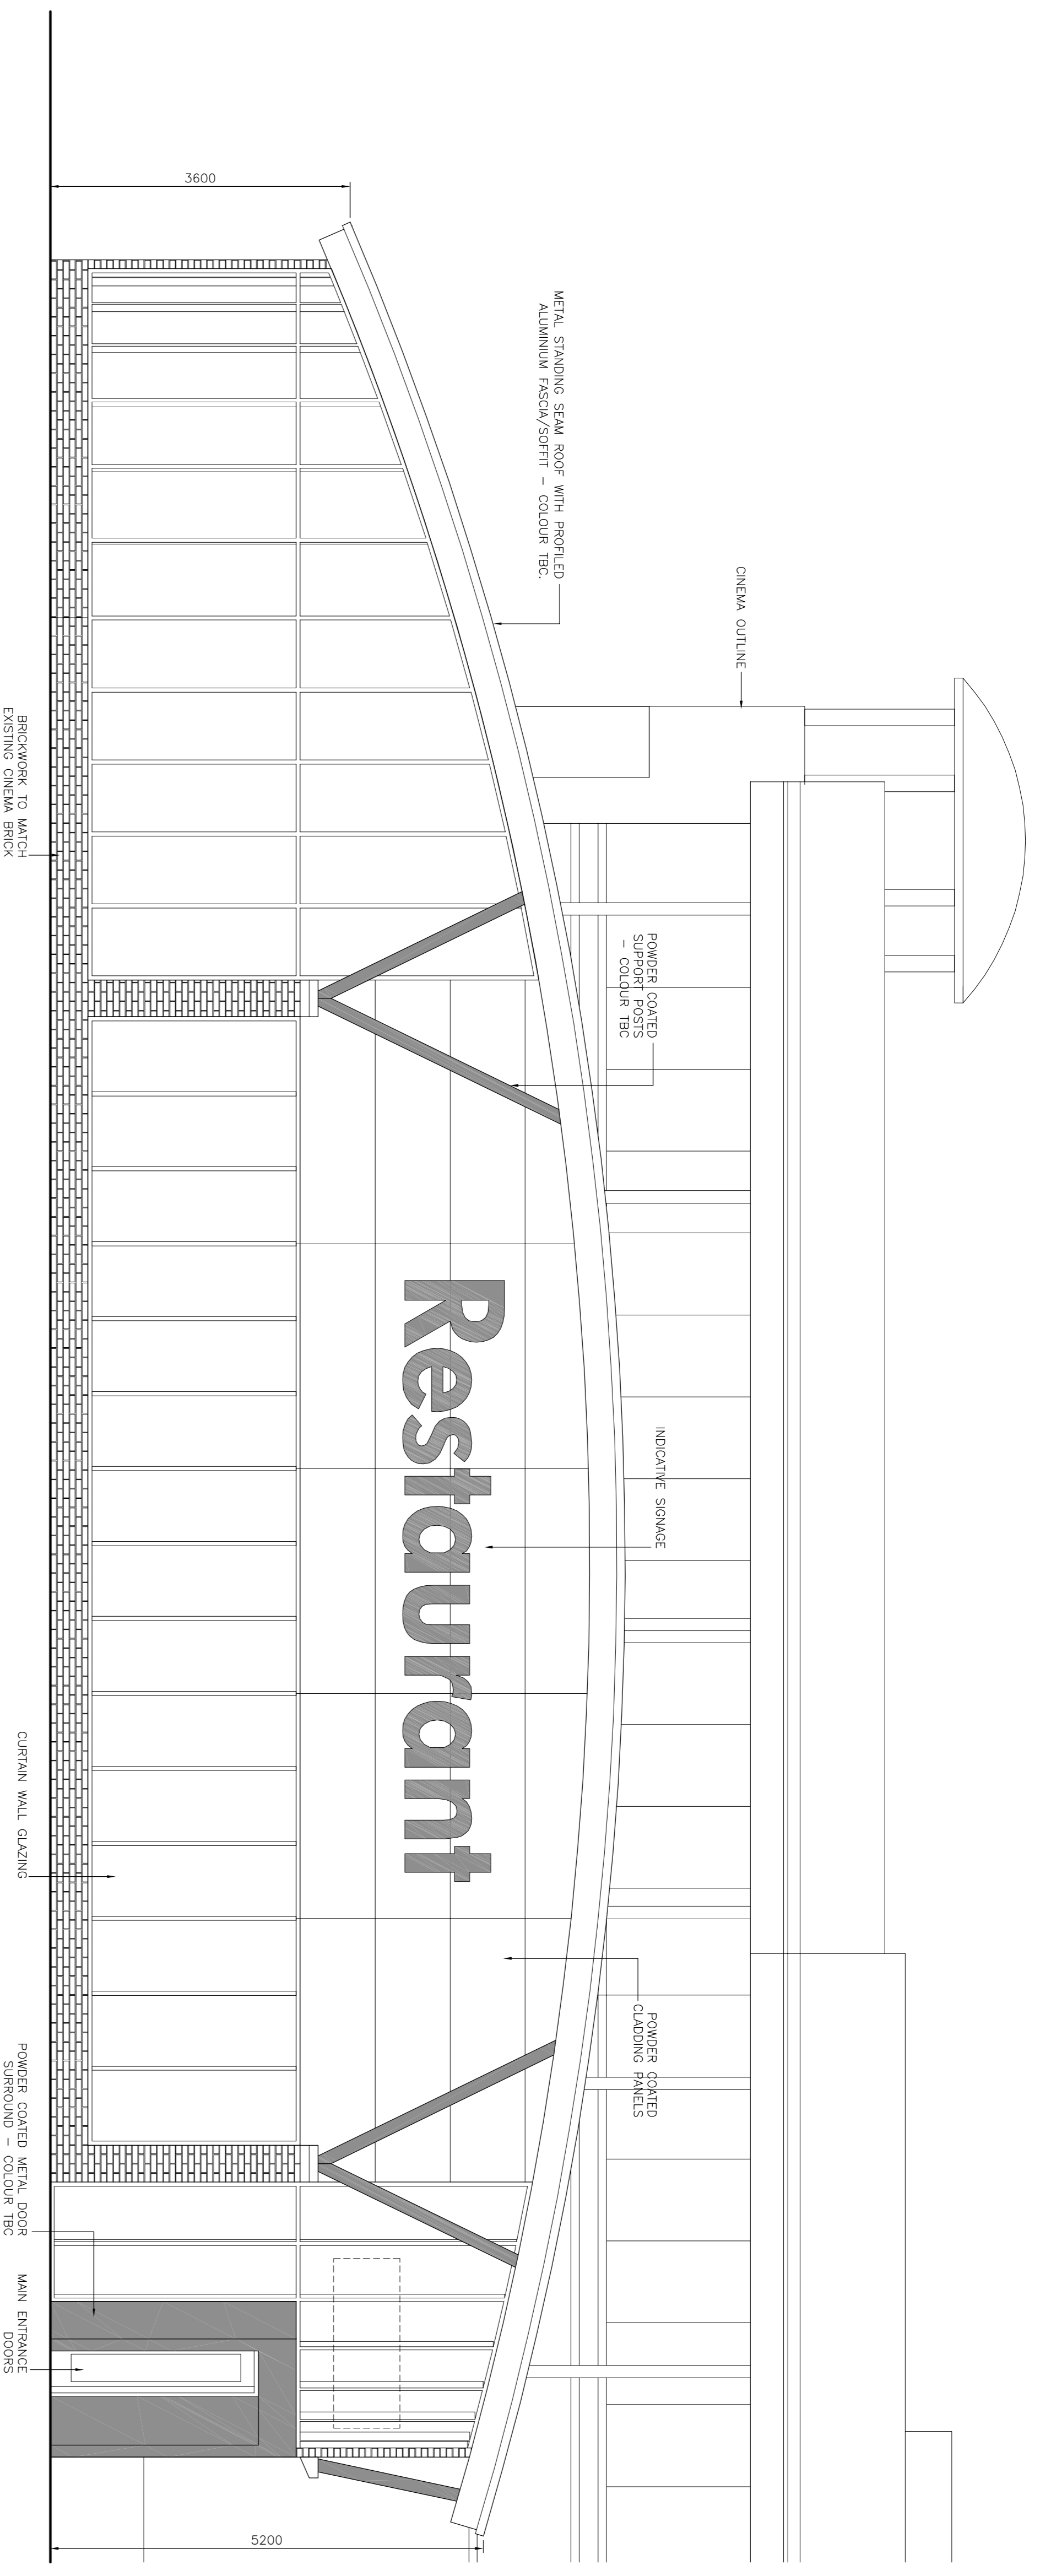 3600
METAL STANDING SEAM ROOF WITH PROFILED
ALUMINIUM FASCIA/SOFFIT – COLOUR TBC.
CINEMA OUTLINE
POWDER COATED
SUPPORT POSTS
– COLOUR TBC
INDICATIVE SIGNAGE
POWDER COATED
CLADDING PANELS
Restaurant
5200
BRICKWORK TO MATCH
EXISTING CINEMA BRICK
CURTAIN WALL GLAZING
POWDER COATED METAL DOOR
SURROUND – COLOUR TBC
MAIN ENTRANCE
DOORS